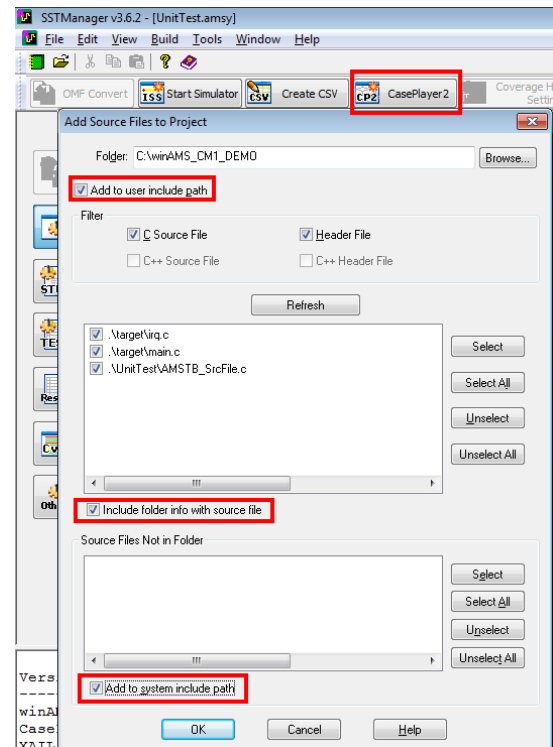 SSTManager v3.6.2 - [UnitTest.amsy]
File Edit View Build Tools Window Help
OMF Convert ISS Start Simulator CSV Create CSV CP2 CasePlayer2 Coverage
Add Source Files to Project
Folder: C:\winAMS_CM1_DEMO Browse...
Add to user include path
Filter
C Source File Header File
C++ Source File C++ Header File
Refresh
.\target\irq.c
.\target\main.c
.\UnitTest\AMSTB_SrcFile.c
Select
Select All
Unselect
Unselect All
Include folder info with source file
Source Files Not in Folder
Select
Select All
Unselect
Unselect All
Add to system include path
OK Cancel Help